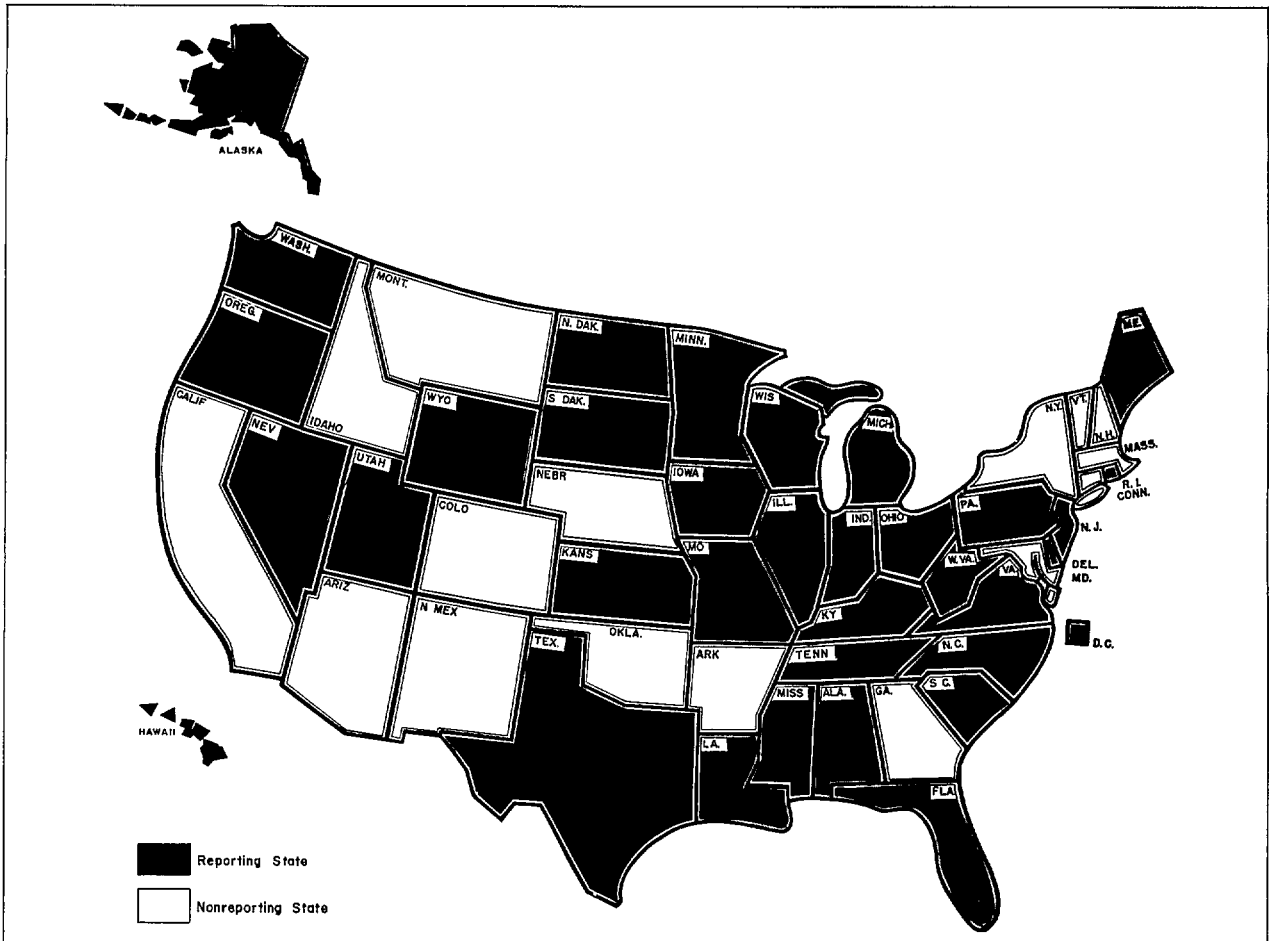 ALASKA
WASH.
MONT.
OREG.
N. DAK.
MINN.
ME.
CALIF
IDAHO
WYO
S DAK.
WIS
MICH.
N.Y.
VT.
N.H.
MASS.
NEV
UTAH
NEBR
IOWA
R.I.
CONN.
COLO
ILL.
IND.
OHIO
PA.
N.J.
KANS
MO
W.VA.
VA.
DEL.
MD.
ARIZ
N MEX
OKLA.
KY
TEX.
ARK
TENN
N.C.
D.C.
MISS
ALA.
GA.
S C.
HAWAII
LA.
FLA.
Reporting State
Nonreporting State